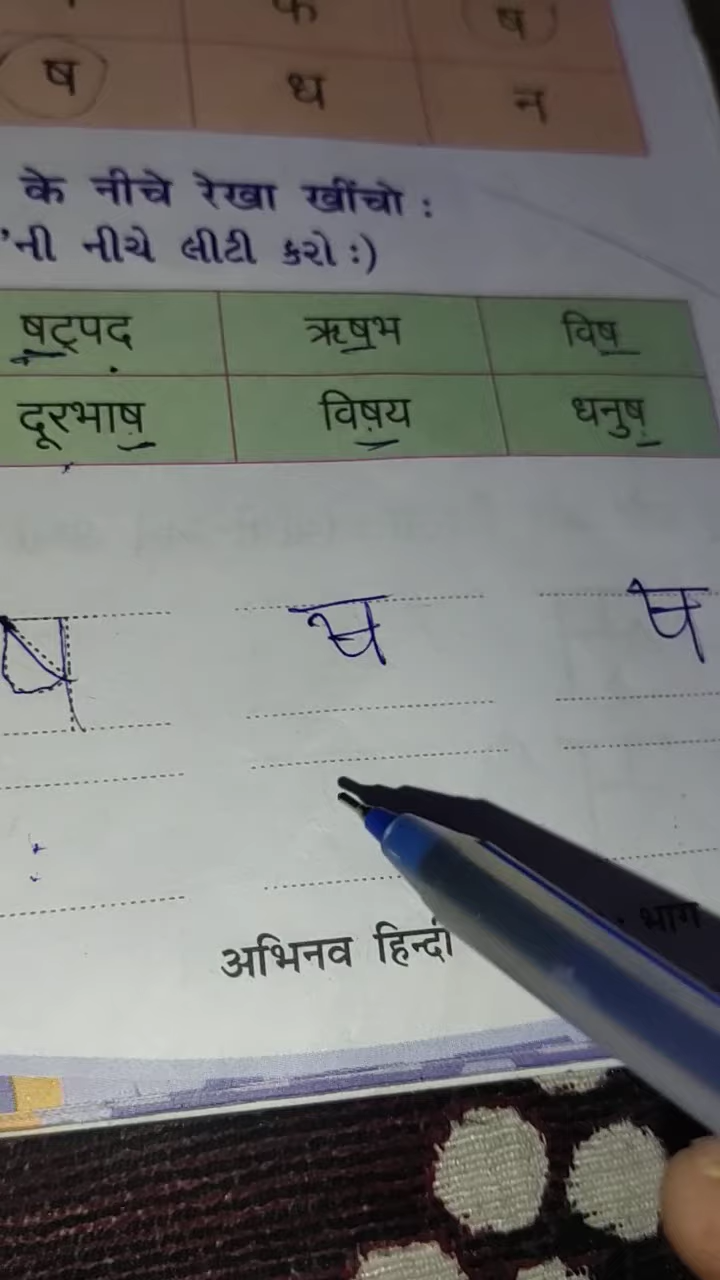 फ ष
ष ध न
के नीचे रेखा खींचो :
'ની નીચે લીટી કરો :)
षट्पद ऋषभ विष
दूरभाष विषय धनुष
ष ष ष
अभिनव हिन्दी भाग